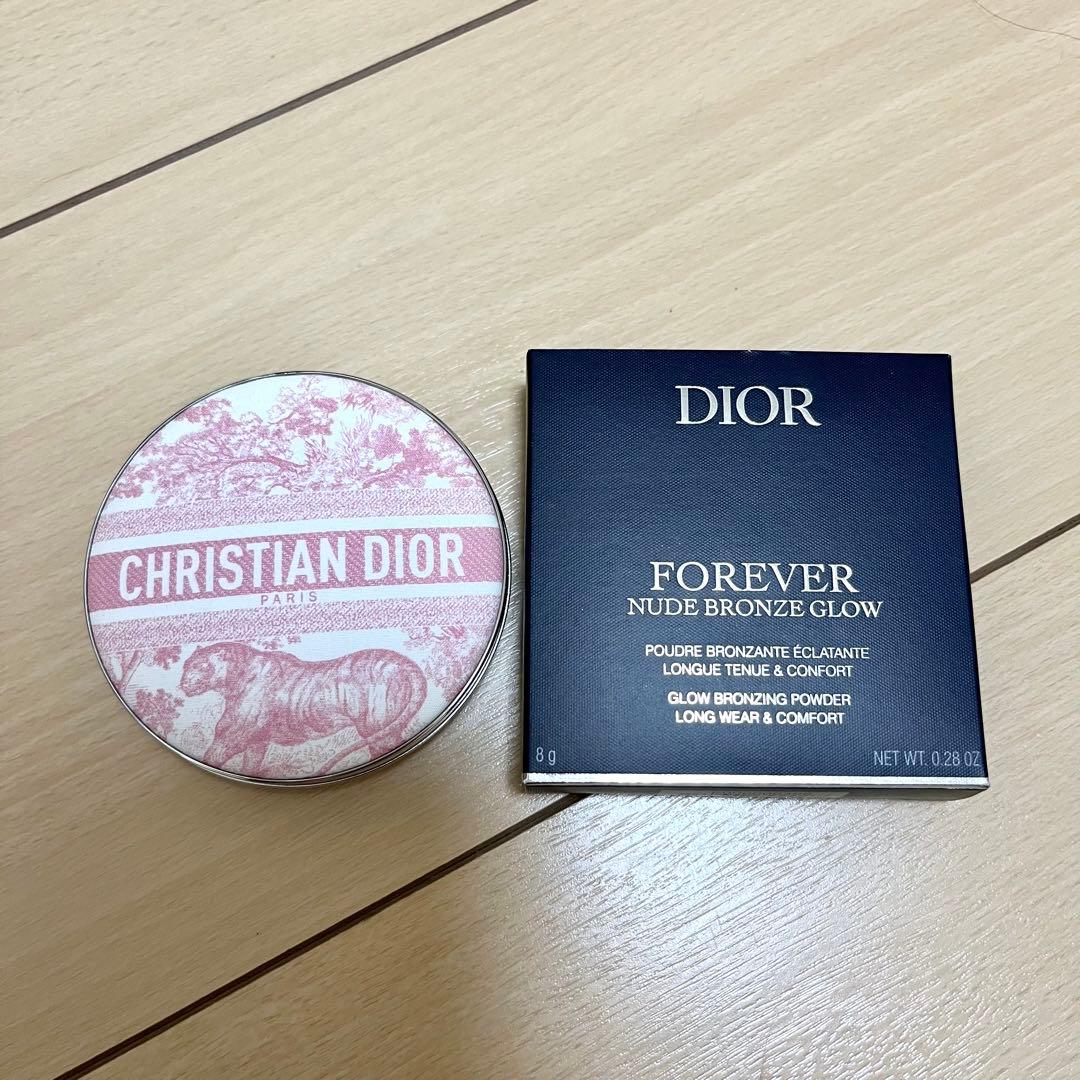 CHRISTIAN DIOR
PARIS
DIOR
FOREVER
NUDE BRONZE GLOW
POUDRE BRONZANTE ÉCLATANTE
LONGUE TENUE & CONFORT
GLOW BRONZING POWDER
LONG WEAR & COMFORT
8 g
NET WT. 0.28 OZ